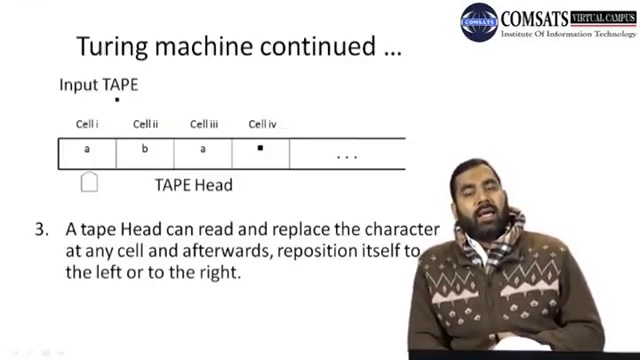 COMSATS VIRTUAL CAMPUS
Institute Of Information Technology
Turing machine continued …
Input TAPE
Cell i Cell ii Cell iii Cell iv
a b a ■ . . .
TAPE Head
3. A tape Head can read and replace the character
at any cell and afterwards, reposition itself to
the left or to the right.